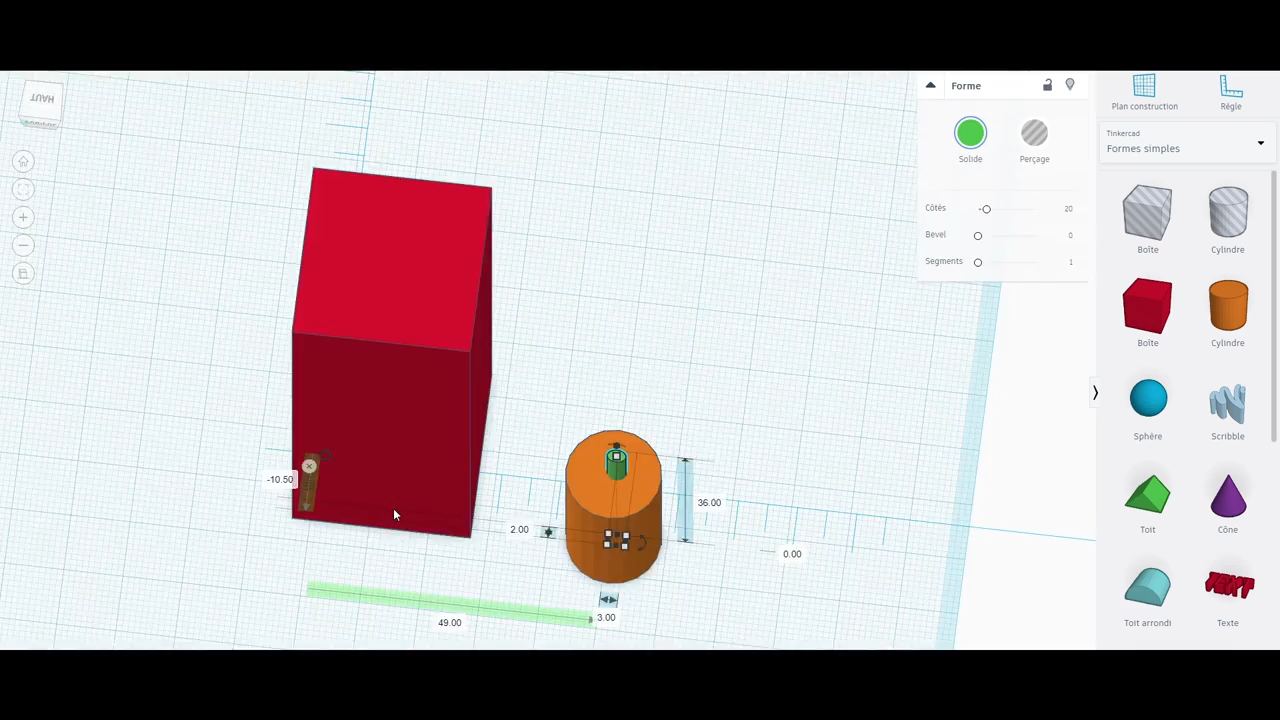 HAUT
Forme
Solide
Perçage
Côtés
20
Bevel
0
Segments
1
Plan construction
Règle
Tinkercad
Formes simples
Boîte
Cylindre
Boîte
Cylindre
Sphère
Scribble
Toit
Cône
Toit arrondi
Texte
-10.50
2.00
36.00
0.00
49.00
3.00